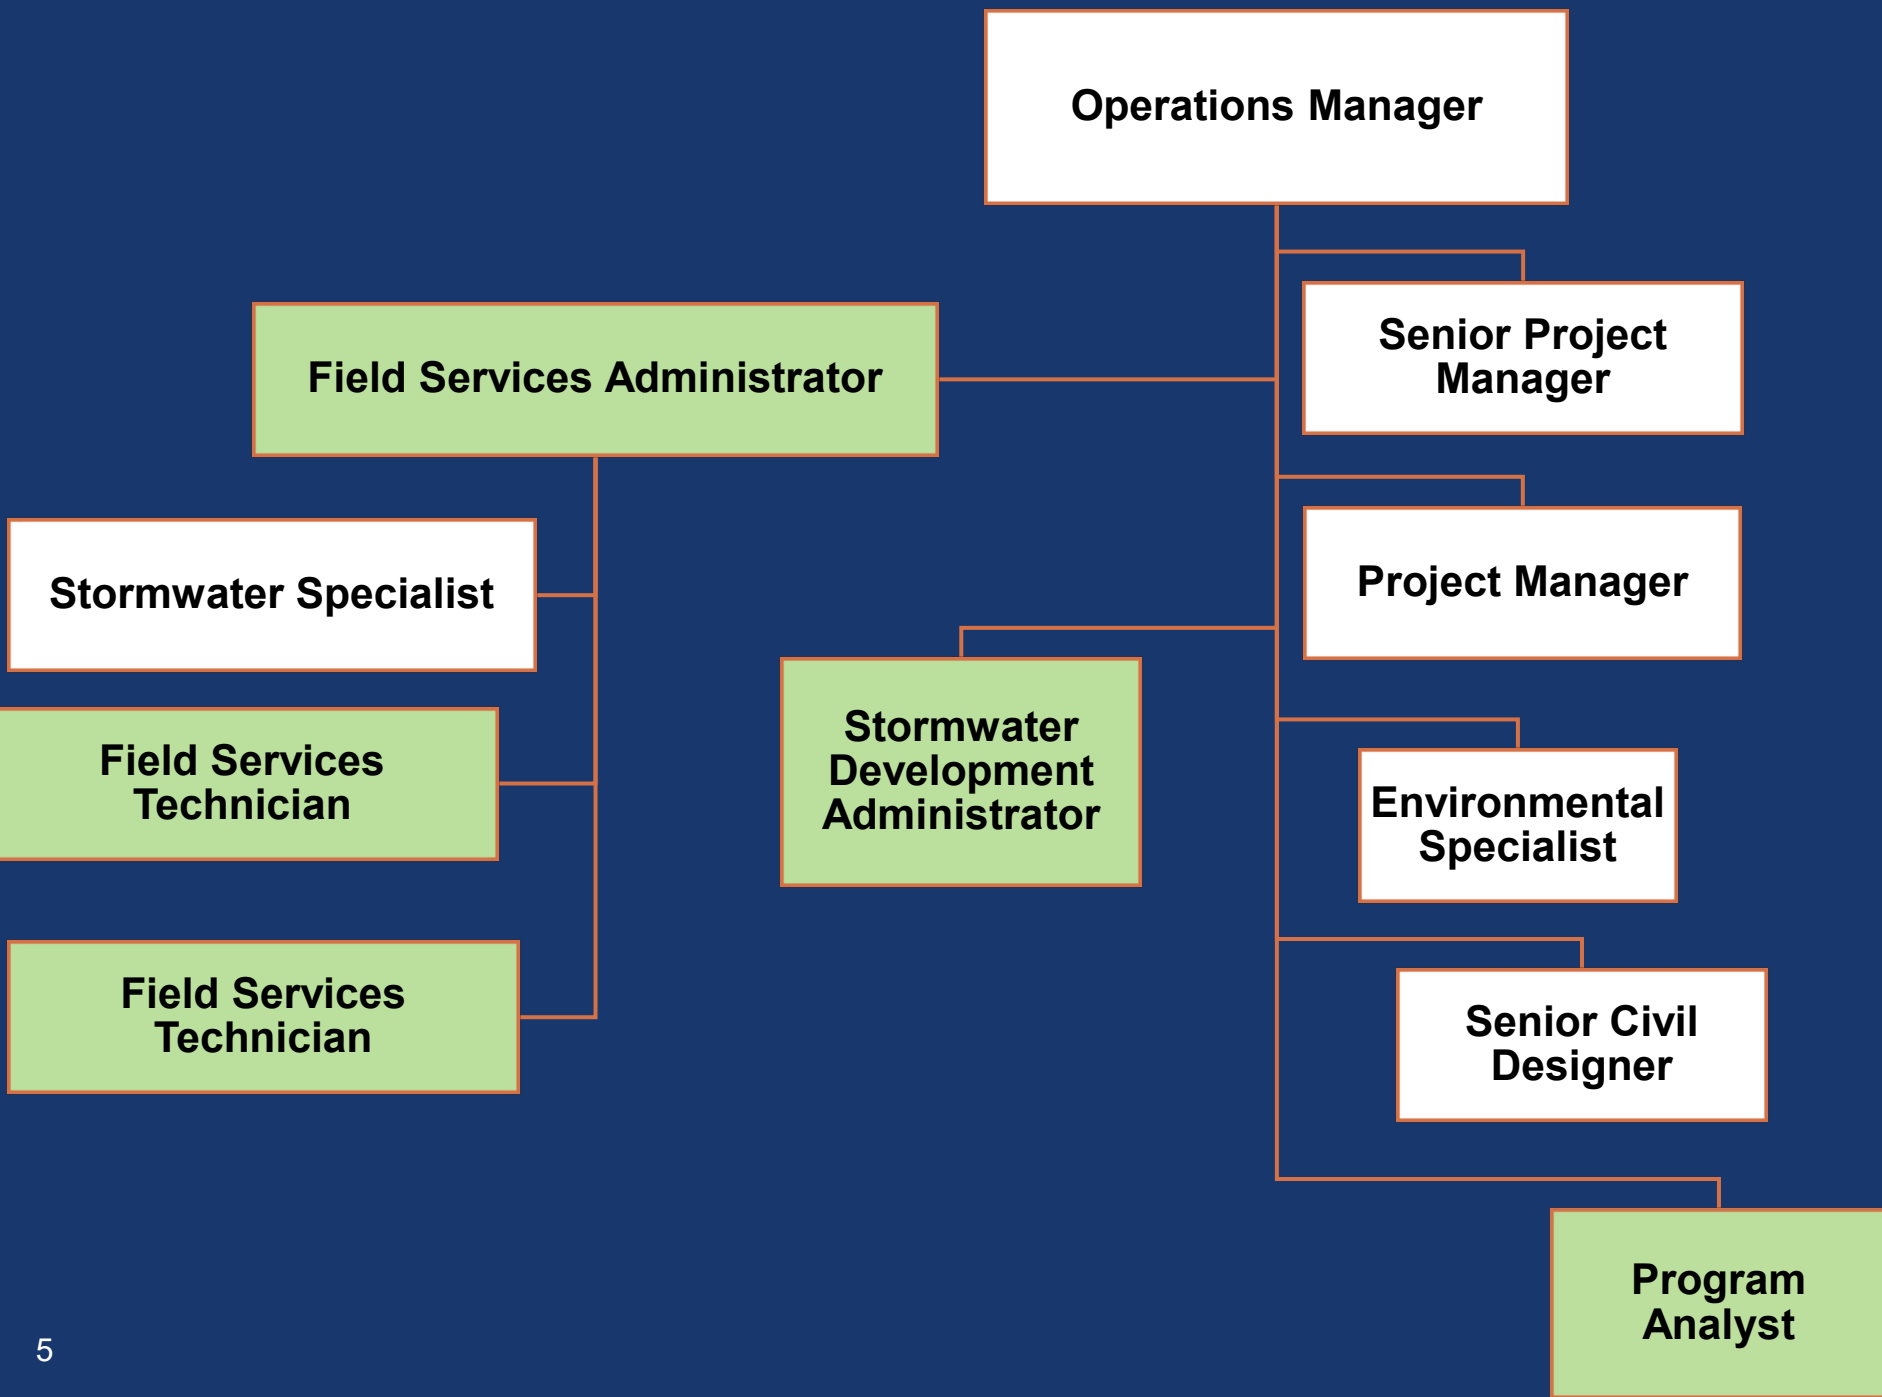 Operations Manager
Senior Project
Manager
Field Services Administrator
Project Manager
Stormwater Specialist
Stormwater
Development
Administrator
Field Services
Technician
Environmental
Specialist
Field Services
Technician
Senior Civil
Designer
Program
Analyst
5